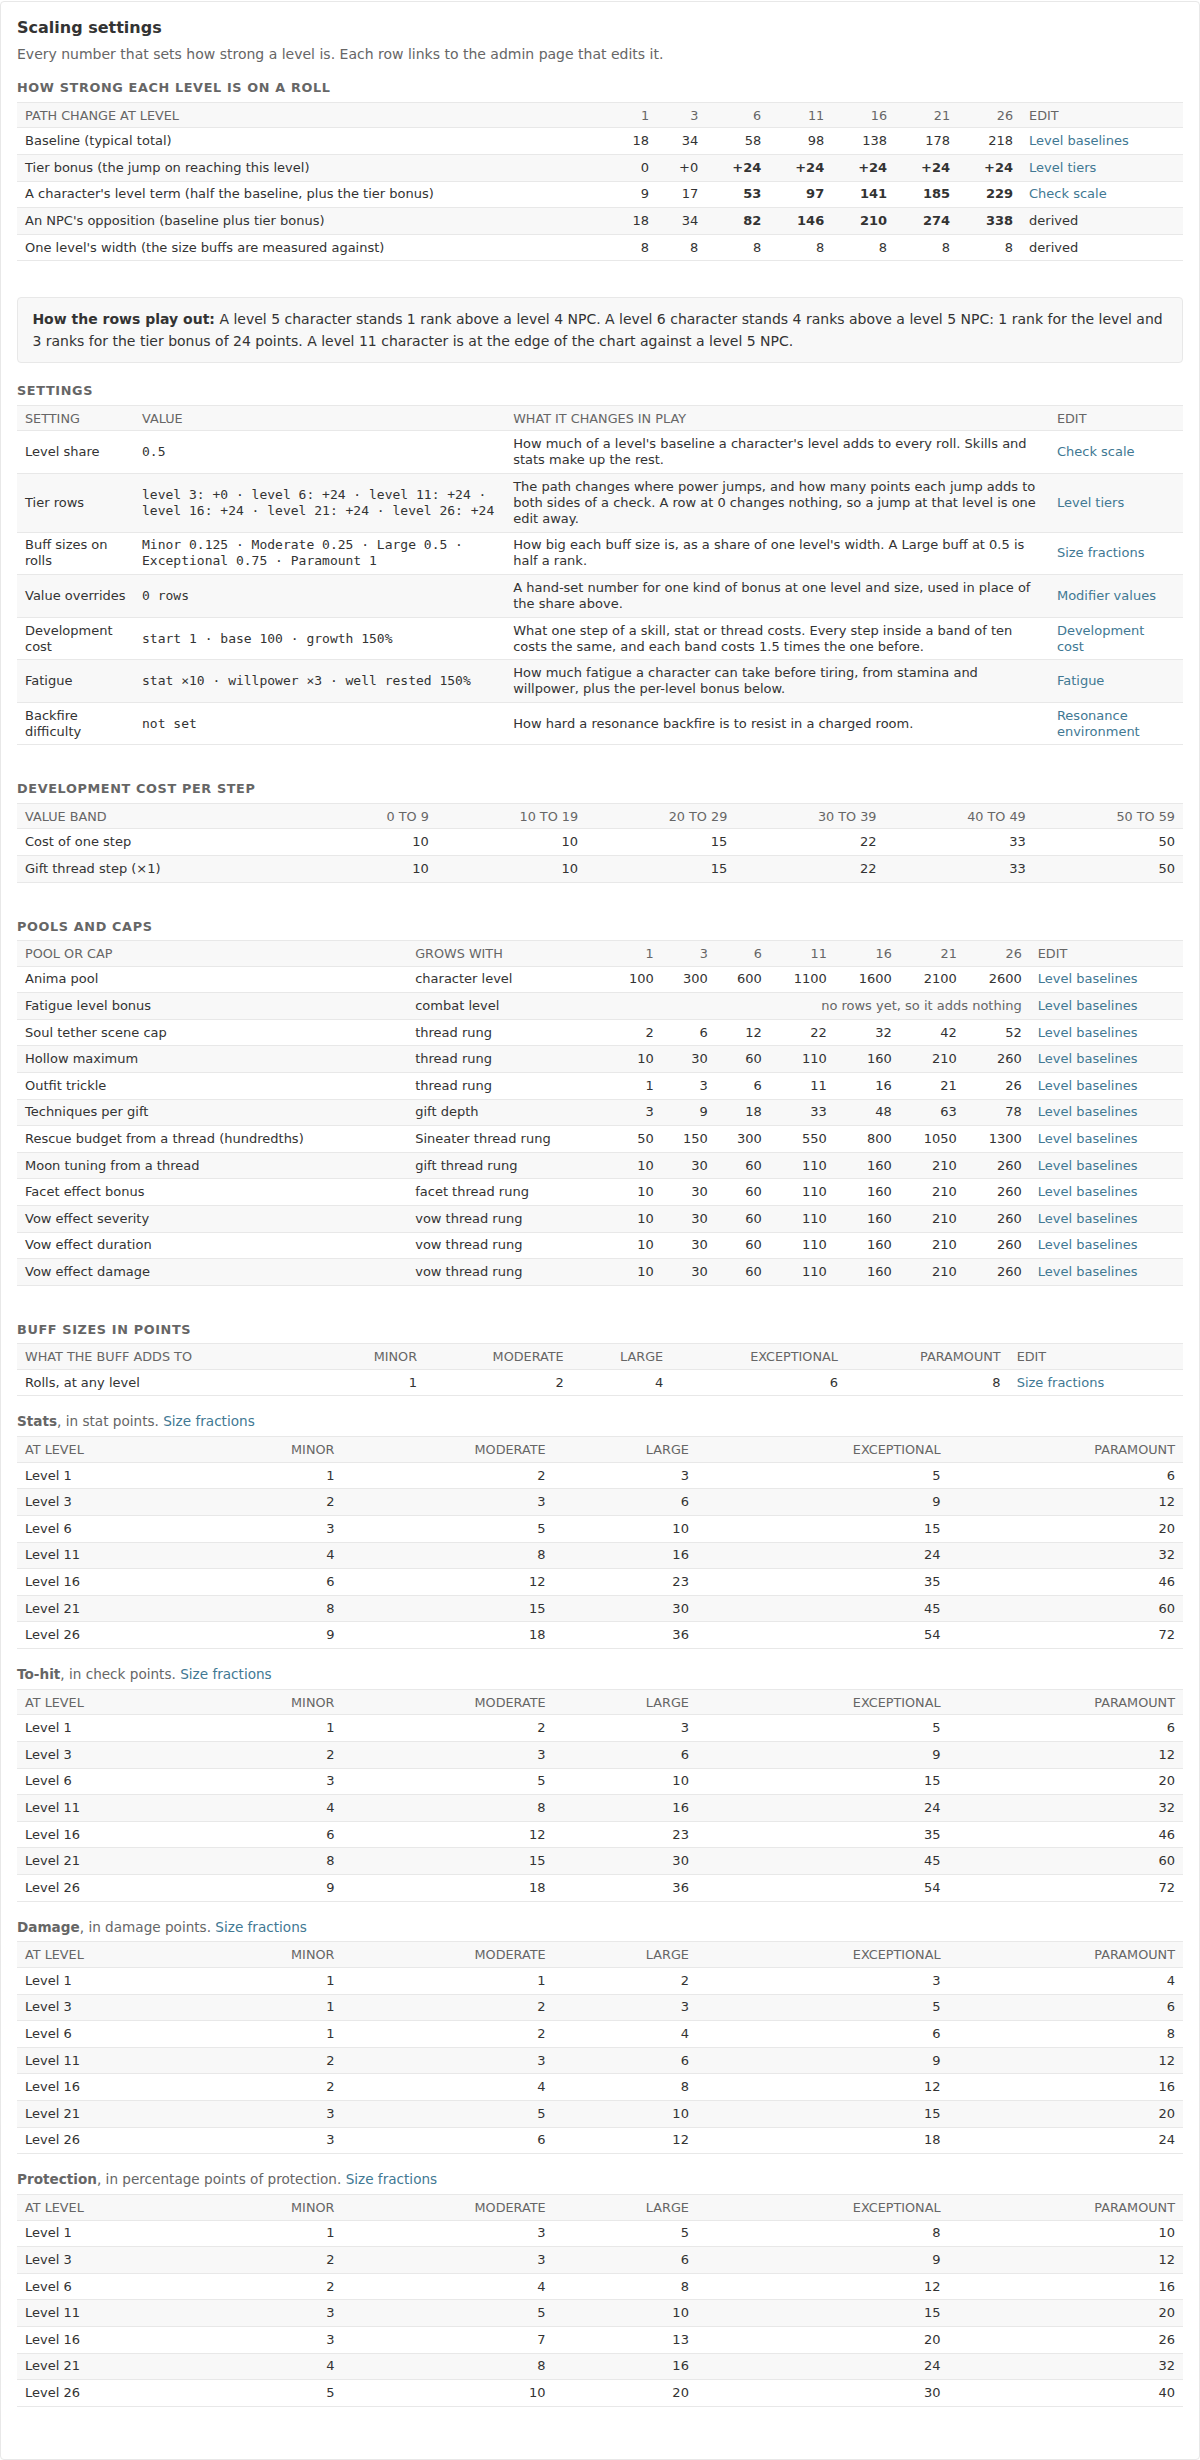 Scaling settings
Every number that sets how strong a level is. Each row links to the admin page that edits it.
HOW STRONG EACH LEVEL IS ON A ROLL
PATH CHANGE AT LEVEL 1 3 6 11 16 21 26 EDIT
Baseline (typical total) 18 34 58 98 138 178 218 Level baselines
Tier bonus (the jump on reaching this level) 0 +0 +24 +24 +24 +24 +24 Level tiers
A character's level term (half the baseline, plus the tier bonus) 9 17 53 97 141 185 229 Check scale
An NPC's opposition (baseline plus tier bonus) 18 34 82 146 210 274 338 derived
One level's width (the size buffs are measured against) 8 8 8 8 8 8 8 derived
How the rows play out: A level 5 character stands 1 rank above a level 4 NPC. A level 6 character stands 4 ranks above a level 5 NPC: 1 rank for the level and
3 ranks for the tier bonus of 24 points. A level 11 character is at the edge of the chart against a level 5 NPC.
SETTINGS
SETTING VALUE WHAT IT CHANGES IN PLAY EDIT
Level share 0.5 How much of a level's baseline a character's level adds to every roll. Skills and
stats make up the rest. Check scale
Tier rows level 3: +0 · level 6: +24 · level 11: +24 ·
level 16: +24 · level 21: +24 · level 26: +24 The path changes where power jumps, and how many points each jump adds to
both sides of a check. A row at 0 changes nothing, so a jump at that level is one
edit away. Level tiers
Buff sizes on
rolls Minor 0.125 · Moderate 0.25 · Large 0.5 ·
Exceptional 0.75 · Paramount 1 How big each buff size is, as a share of one level's width. A Large buff at 0.5 is
half a rank. Size fractions
Value overrides 0 rows A hand-set number for one kind of bonus at one level and size, used in place of
the share above. Modifier values
Development
cost start 1 · base 100 · growth 150% What one step of a skill, stat or thread costs. Every step inside a band of ten
costs the same, and each band costs 1.5 times the one before. Development
cost
Fatigue stat ×10 · willpower ×3 · well rested 150% How much fatigue a character can take before tiring, from stamina and
willpower, plus the per-level bonus below. Fatigue
Backfire
difficulty not set How hard a resonance backfire is to resist in a charged room. Resonance
environment
DEVELOPMENT COST PER STEP
VALUE BAND 0 TO 9 10 TO 19 20 TO 29 30 TO 39 40 TO 49 50 TO 59
Cost of one step 10 10 15 22 33 50
Gift thread step (×1) 10 10 15 22 33 50
POOLS AND CAPS
POOL OR CAP GROWS WITH 1 3 6 11 16 21 26 EDIT
Anima pool character level 100 300 600 1100 1600 2100 2600 Level baselines
Fatigue level bonus combat level no rows yet, so it adds nothing Level baselines
Soul tether scene cap thread rung 2 6 12 22 32 42 52 Level baselines
Hollow maximum thread rung 10 30 60 110 160 210 260 Level baselines
Outfit trickle thread rung 1 3 6 11 16 21 26 Level baselines
Techniques per gift gift depth 3 9 18 33 48 63 78 Level baselines
Rescue budget from a thread (hundredths) Sineater thread rung 50 150 300 550 800 1050 1300 Level baselines
Moon tuning from a thread gift thread rung 10 30 60 110 160 210 260 Level baselines
Facet effect bonus facet thread rung 10 30 60 110 160 210 260 Level baselines
Vow effect severity vow thread rung 10 30 60 110 160 210 260 Level baselines
Vow effect duration vow thread rung 10 30 60 110 160 210 260 Level baselines
Vow effect damage vow thread rung 10 30 60 110 160 210 260 Level baselines
BUFF SIZES IN POINTS
WHAT THE BUFF ADDS TO MINOR MODERATE LARGE EXCEPTIONAL PARAMOUNT EDIT
Rolls, at any level 1 2 4 6 8 Size fractions
Stats, in stat points. Size fractions
AT LEVEL MINOR MODERATE LARGE EXCEPTIONAL PARAMOUNT
Level 1 1 2 3 5 6
Level 3 2 3 6 9 12
Level 6 3 5 10 15 20
Level 11 4 8 16 24 32
Level 16 6 12 23 35 46
Level 21 8 15 30 45 60
Level 26 9 18 36 54 72
To-hit, in check points. Size fractions
AT LEVEL MINOR MODERATE LARGE EXCEPTIONAL PARAMOUNT
Level 1 1 2 3 5 6
Level 3 2 3 6 9 12
Level 6 3 5 10 15 20
Level 11 4 8 16 24 32
Level 16 6 12 23 35 46
Level 21 8 15 30 45 60
Level 26 9 18 36 54 72
Damage, in damage points. Size fractions
AT LEVEL MINOR MODERATE LARGE EXCEPTIONAL PARAMOUNT
Level 1 1 1 2 3 4
Level 3 1 2 3 5 6
Level 6 1 2 4 6 8
Level 11 2 3 6 9 12
Level 16 2 4 8 12 16
Level 21 3 5 10 15 20
Level 26 3 6 12 18 24
Protection, in percentage points of protection. Size fractions
AT LEVEL MINOR MODERATE LARGE EXCEPTIONAL PARAMOUNT
Level 1 1 3 5 8 10
Level 3 2 3 6 9 12
Level 6 2 4 8 12 16
Level 11 3 5 10 15 20
Level 16 3 7 13 20 26
Level 21 4 8 16 24 32
Level 26 5 10 20 30 40